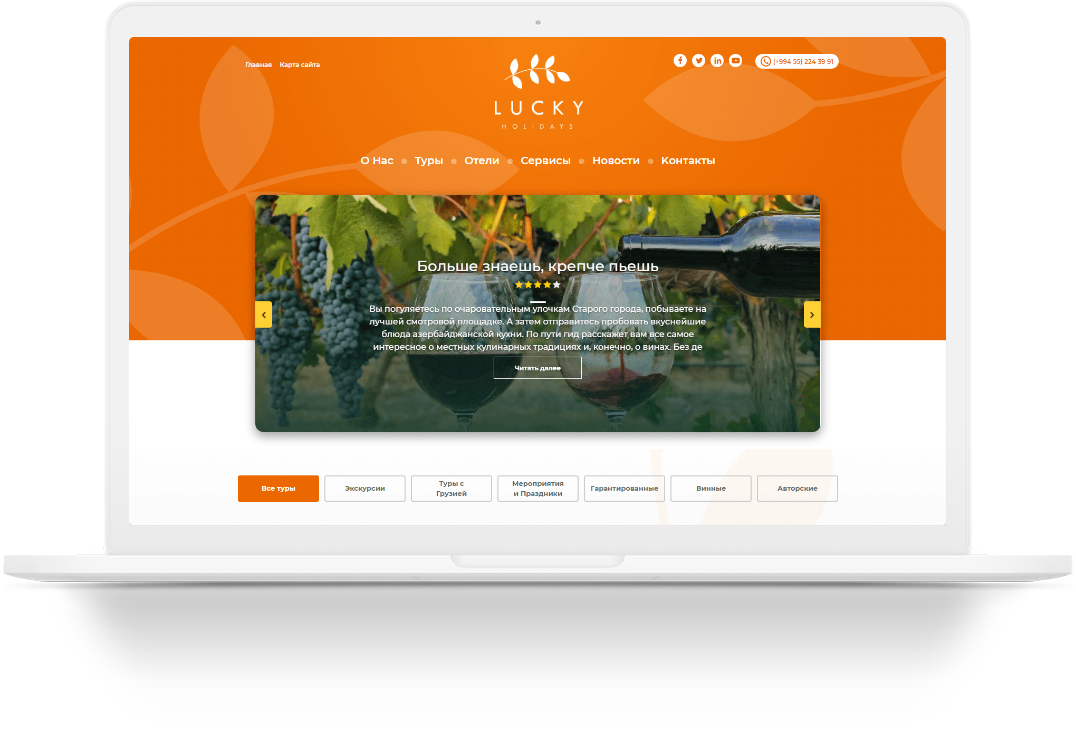 Главная Карта сайта
(+994 55) 224 39 91
LUCKY
HOLIDAYS
О Нас Туры Отели Сервисы Новости Контакты
Больше знаешь, крепче пьешь
Вы погуляетесь по очаровательным улочкам Старого города, побываете на
лучшей смотровой площадке. А затем отправитесь пробовать вкуснейшие
блюда азербайджанской кухни. По пути гид расскажет вам все самое
интересное о местных кулинарных традициях и, конечно, о винах. Без де
Читать далее
Все туры
Экскурсии
Туры с
Грузией
Мероприятия
и Праздники
Гарантированные
Винные
Авторские